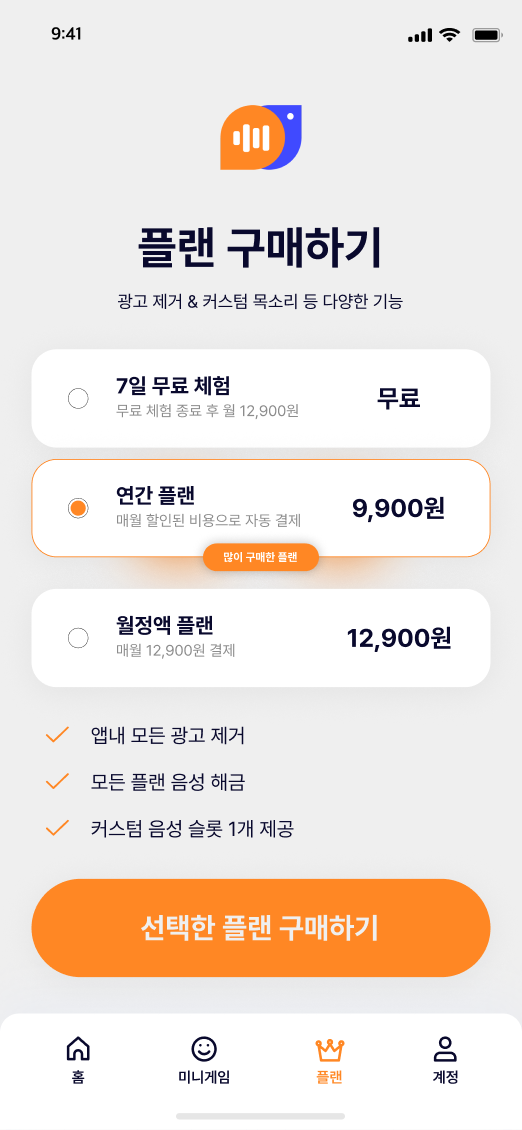 9:41
플랜 구매하기
광고 제거 & 커스텀 목소리 등 다양한 기능
7일 무료 체험
무료 체험 종료 후 월 12,900원
무료
연간 플랜
매월 할인된 비용으로 자동 결제
9,900원
많이 구매한 플랜
월정액 플랜
매월 12,900원 결제
12,900원
앱내 모든 광고 제거
모든 플랜 음성 해금
커스텀 음성 슬롯 1개 제공
선택한 플랜 구매하기
홈
미니게임
플랜
계정